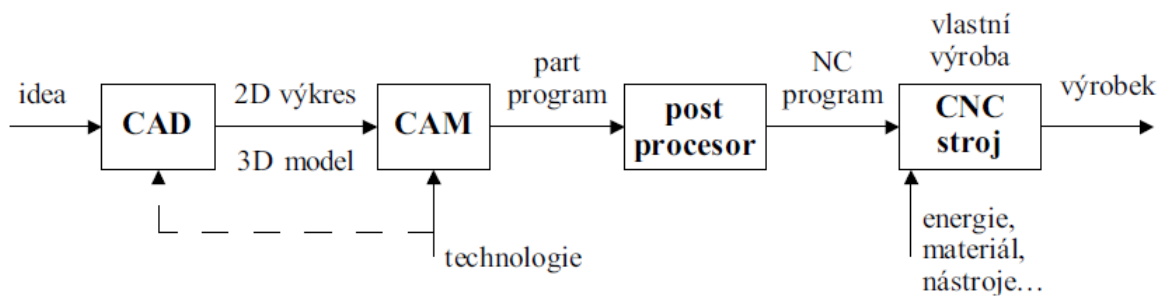 idea
CAD
2D výkres
3D model
CAM
part
program
post
procesor
NC
program
vlastní
výroba
CNC
stroj
výrobek
technologie
energie,
materiál,
nástroje…